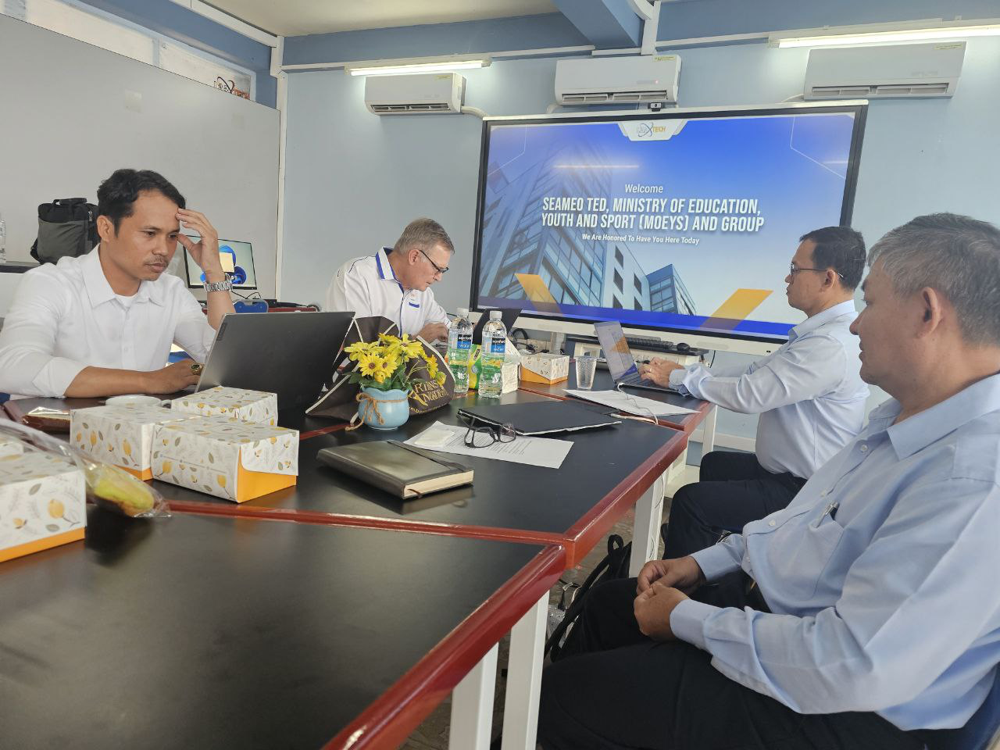 TECH
Welcome
SEAMEO TED, MINISTRY OF EDUCATION,
YOUTH AND SPORT (MOEYS) AND GROUP
We Are Honored To Have You Here Today